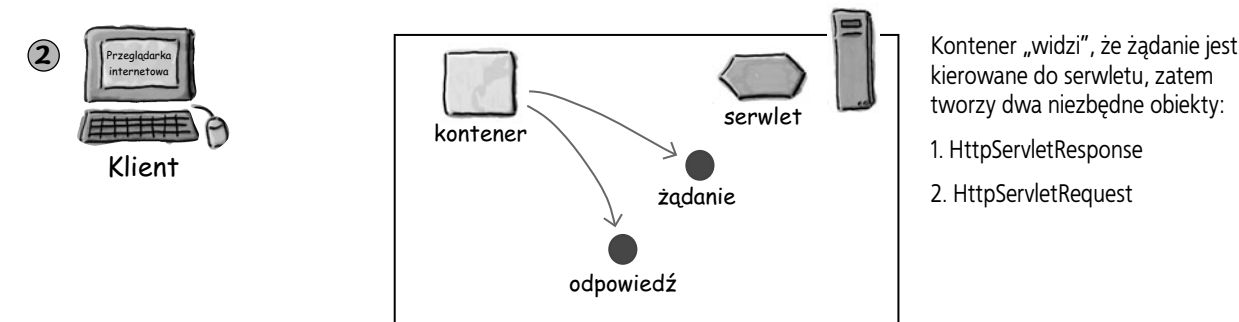 2
Przeglądarka
internetowa
Klient
kontener
serwlet
żądanie
odpowiedź
Kontener „widzi”, że żądanie jest
kierowane do serwletu, zatem
tworzy dwa niezbędne obiekty:
1. HttpServletResponse
2. HttpServletRequest